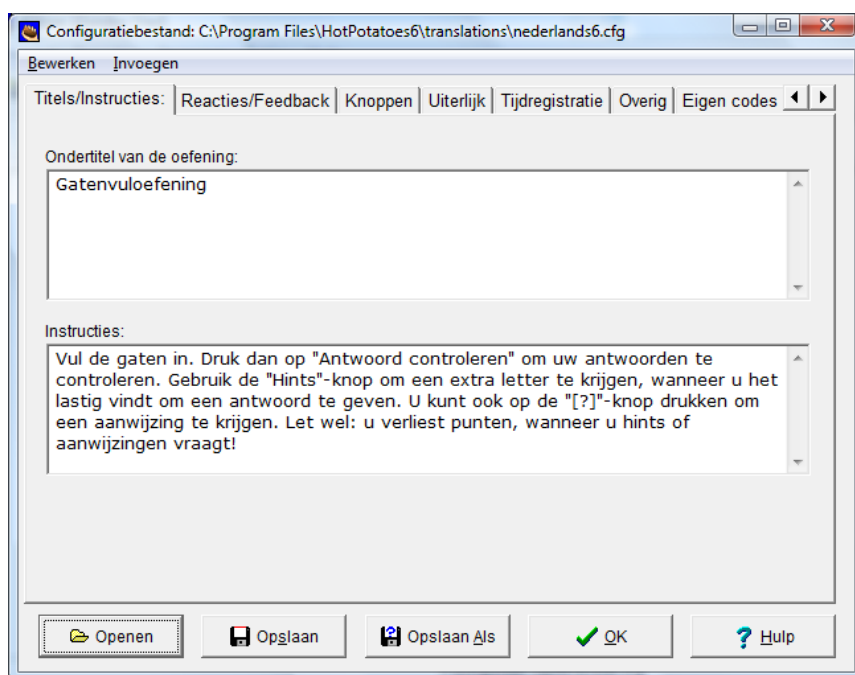 Configuratiebestand: C:\Program Files\HotPotatoes6\translations\nederlands6.cfg
Bewerken Invoegen
Titels/Instructies: Reacties/Feedback Knoppen Uiterlijk Tijdregistratie Overig Eigen codes
Ondertitel van de oefening:
Gatenvuloefening
Instructies:
Vul de gaten in. Druk dan op "Antwoord controleren" om uw antwoorden te
controleren. Gebruik de "Hints"-knop om een extra letter te krijgen, wanneer u het
lastig vindt om een antwoord te geven. U kunt ook op de "[?]"-knop drukken om
een aanwijzing te krijgen. Let wel: u verliest punten, wanneer u hints of
aanwijzingen vraagt!
Openen Opslaan Opslaan Als OK Hulp